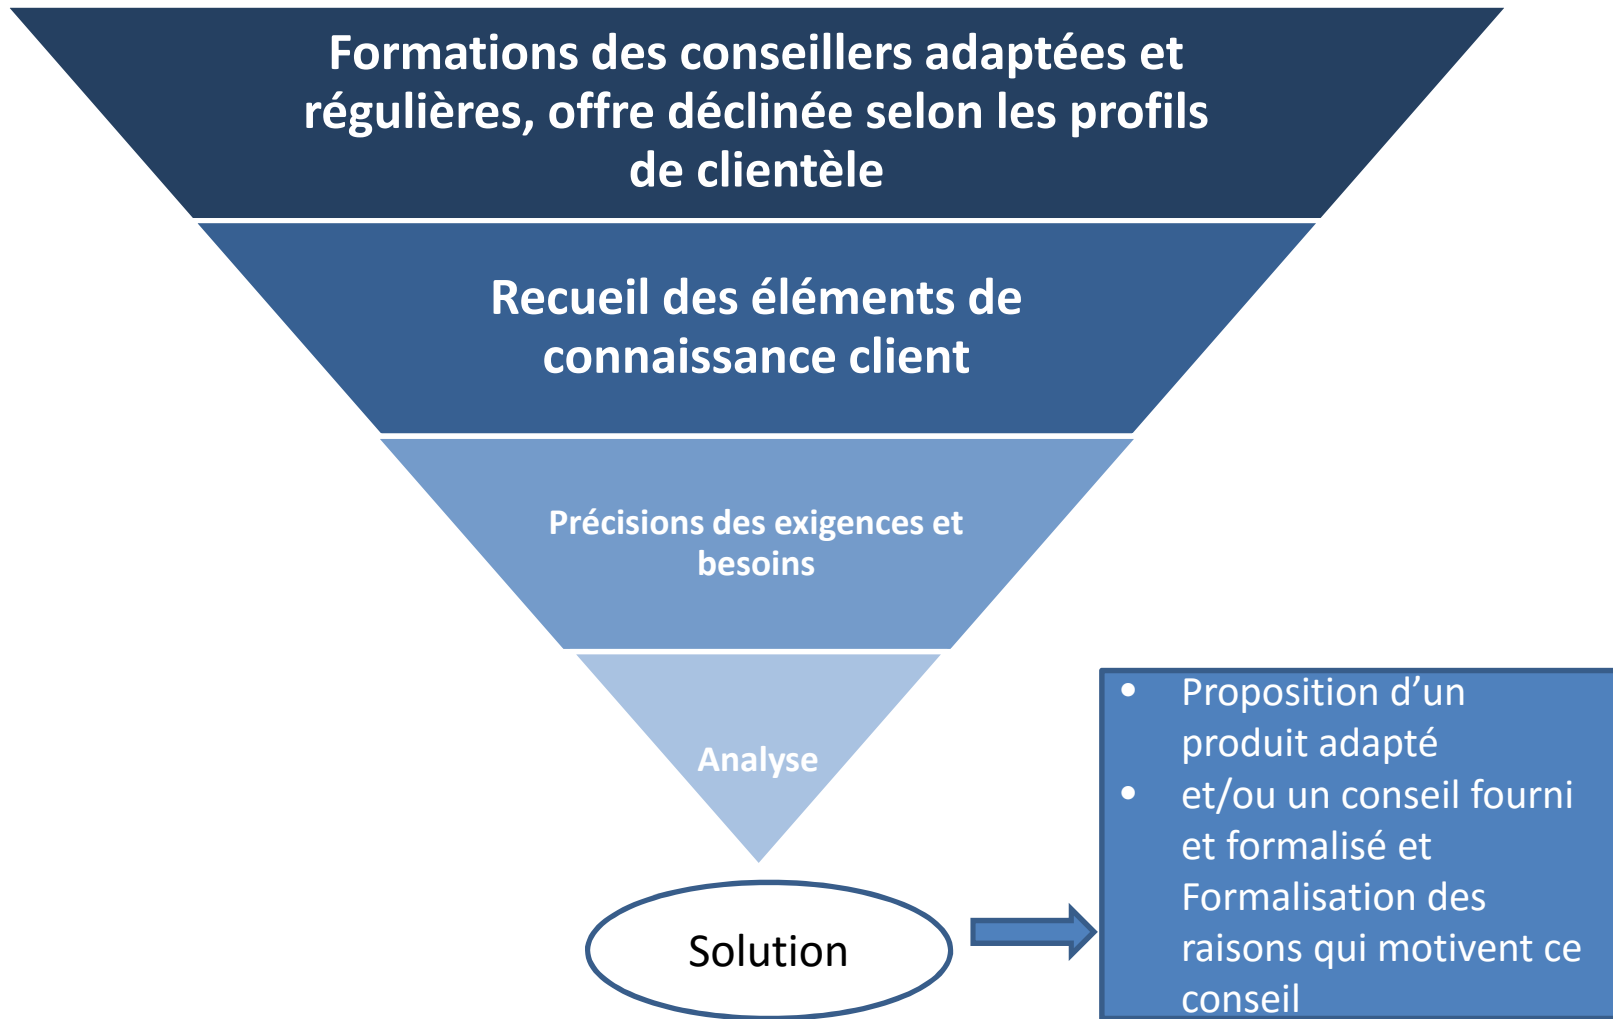 Formations des conseillers adaptées et
régulières, offre déclinée selon les profils
de clientèle
Recueil des éléments de
connaissance client
Précisions des exigences et
besoins
Analyse
Solution
• Proposition d’un
produit adapté
• et/ou un conseil fourni
et formalisé et
Formalisation des
raisons qui motivent ce
conseil